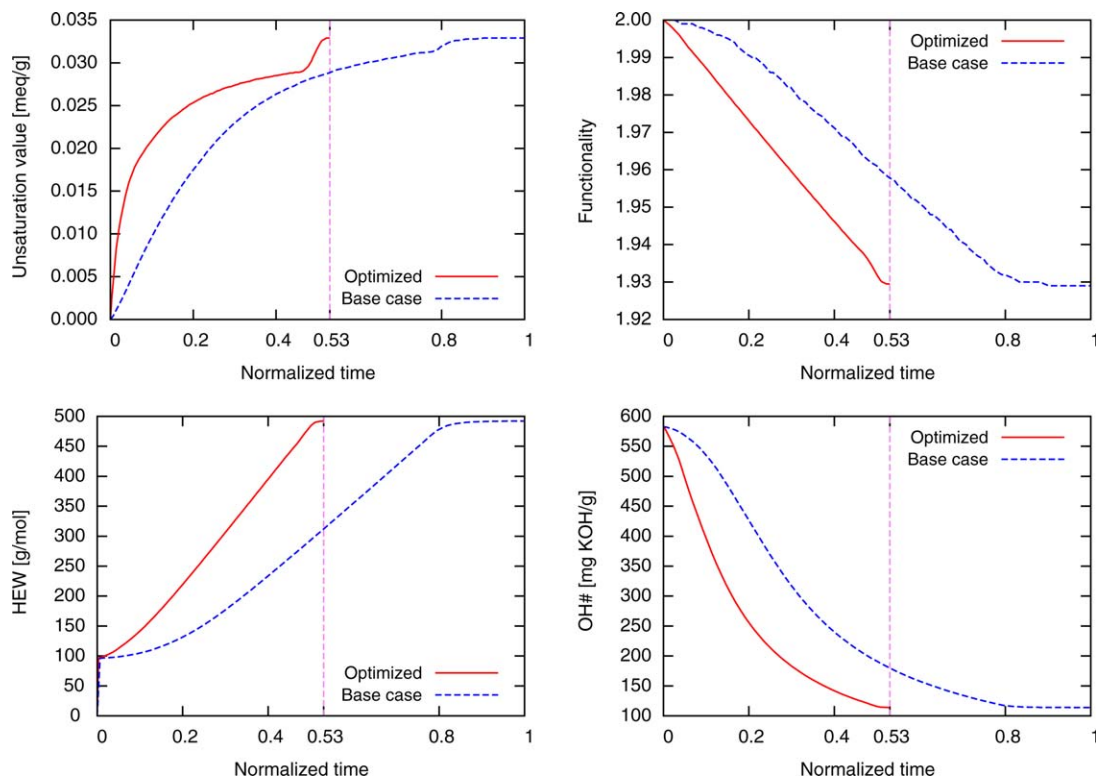 Unsaturation value [meq/g]
0.035
0.030
0.025
0.020
0.015
0.010
0.005
0.000
Optimized
Base case
0 0.2 0.4 0.53 0.8 1
Normalized time
Functionality
2.00
1.99
1.98
1.97
1.96
1.95
1.94
1.93
1.92
Optimized
Base case
0 0.2 0.4 0.53 0.8 1
Normalized time
HEW [g/mol]
500
450
400
350
300
250
200
150
100
50
0
Optimized
Base case
0 0.2 0.4 0.53 0.8 1
Normalized time
OH# [mg KOH/g]
600
550
500
450
400
350
300
250
200
150
100
Optimized
Base case
0 0.2 0.4 0.53 0.8 1
Normalized time